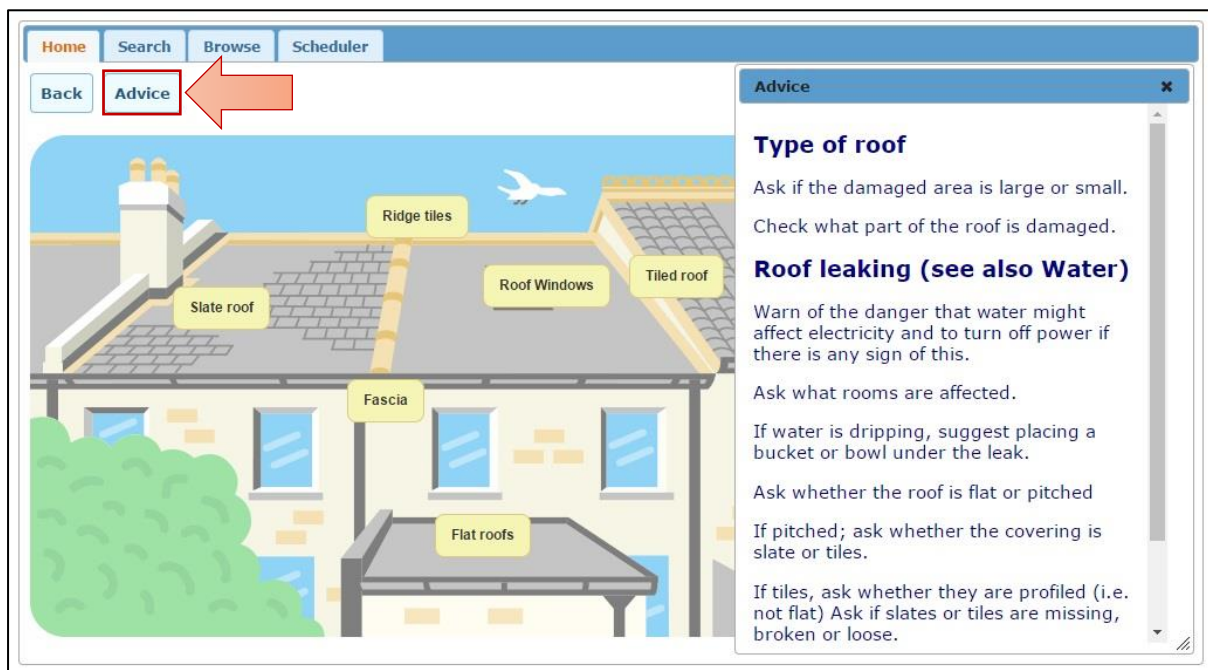 Home Search Browse Scheduler
Back Advice
Ridge tiles
Roof Windows
Tiled roof
Slate roof
Fascia
Flat roofs
Advice
Type of roof
Ask if the damaged area is large or small.
Check what part of the roof is damaged.
Roof leaking (see also Water)
Warn of the danger that water might
affect electricity and to turn off power if
there is any sign of this.
Ask what rooms are affected.
If water is dripping, suggest placing a
bucket or bowl under the leak.
Ask whether the roof is flat or pitched
If pitched; ask whether the covering is
slate or tiles.
If tiles, ask whether they are profiled (i.e.
not flat) Ask if slates or tiles are missing,
broken or loose.